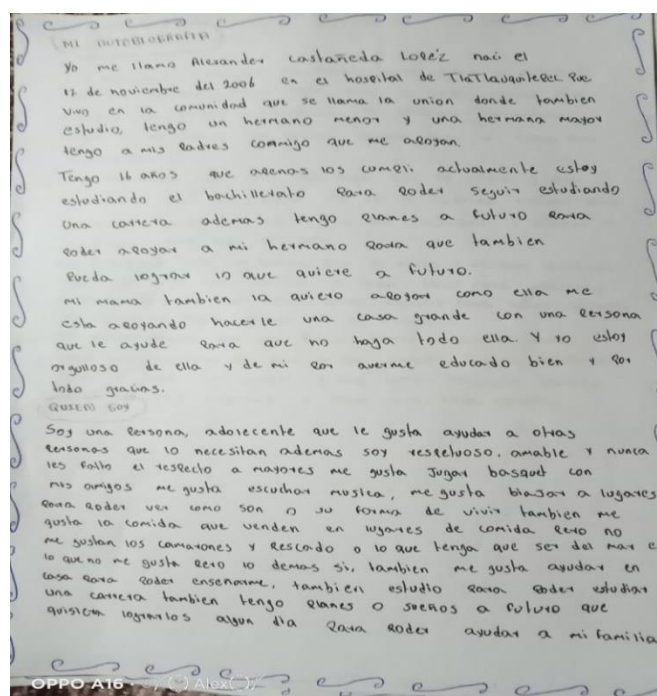 MI AUTOBIOGRAFIA
Yo me llamo Alexander Castañeda Lopéz naci el
12 de noviembre del 2006 en el hospital de Tlatlauquitepec Pue
Vivo en la comunidad que se llama la union donde tambien
estudio, tengo un hermano menor y una hermana mayor
tengo a mis padres conmigo que me apoyan.
Tengo 16 años que apenas los cumpli actualmente estoy
estudiando el bachillerato para poder seguir estudiando
una carrera ademas tengo planes a futuro para
poder apoyar a mi hermano para que tambien
Pueda lograr lo que quiere a futuro.
mi mama tambien la quiero apoyar como ella me
esta apoyando hacerle una casa grande con una persona
que le ayude para que no haga todo ella. Y yo estoy
orgulloso de ella y de mi por averme educado bien y por
todo gracias.
QUIEN SOY
Soy una persona, adolecente que le gusta ayudar a otras
personas que lo necesitan ademas soy respetuoso, amable y nunca
les falto el respecto a mayores me gusta Jugar basquet con
mis amigos me gusta escuchar musica, me gusta biajar a lugares
para poder ver como son o su forma de vivir tambien me
gusta la comida que venden en lugares de comida pero no
me gustan los camarones y pescado o lo que tenga que ser del mar e
lo que no me gusta pero lo demas si, tambien me gusta ayudar en
casa para poder enseñarme, tambien estudio para poder estudiar
una carrera tambien tengo planes o sueños a futuro que
quisiera lograrlos algun dia para poder ayudar a mi familia
OPPO A16 Alex